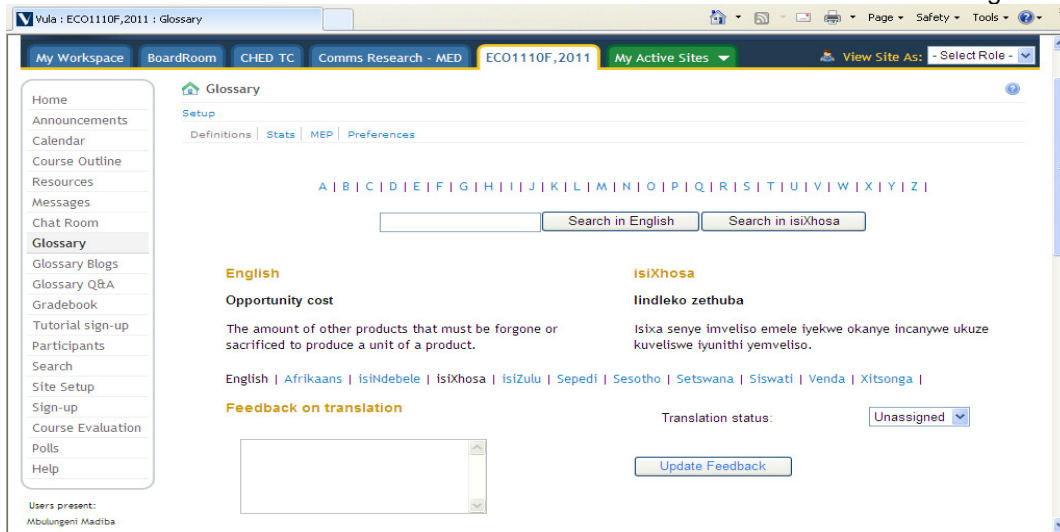 Vula : ECO1110F,2011 : Glossary
Page Safety Tools
My Workspace BoardRoom CHED TC Comms Research - MED ECO1110F,2011 My Active Sites View Site As: - Select Role -
Glossary
Setup
Definitions | Stats | MEP | Preferences
A | B | C | D | E | F | G | H | I | J | K | L | M | N | O | P | Q | R | S | T | U | V | W | X | Y | Z |
Search in English Search in isiXhosa
Home
Announcements
Calendar
Course Outline
Resources
Messages
Chat Room
Glossary
Glossary Blogs
Glossary Q&A
Gradebook
Tutorial sign-up
Participants
Search
Site Setup
Sign-up
Course Evaluation
Polls
Help
Users present:
Mbulungeni Madiba
English
Opportunity cost
The amount of other products that must be forgone or
sacrificed to produce a unit of a product.
isiXhosa
Iindleko zethuba
Isixa senye imveliso emele iyekwe okanye incanywe ukuze
kuveliswe iyunithi yemveliso.
English | Afrikaans | isiNdebele | isiXhosa | isiZulu | Sepedi | Sesotho | Setswana | Siswati | Venda | Xitsonga |
Feedback on translation
Translation status: Unassigned
Update Feedback